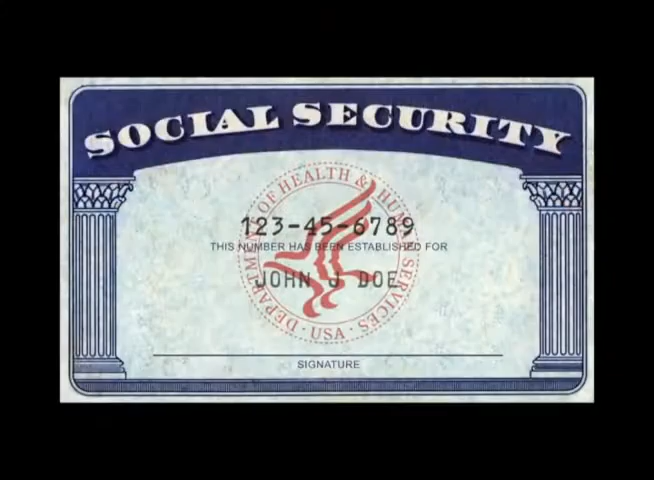 SOCIAL SECURITY
DEPARTMENT OF HEALTH & HUMAN SERVICES · USA ·
123-45-6789
THIS NUMBER HAS BEEN ESTABLISHED FOR
JOHN J DOE
SIGNATURE